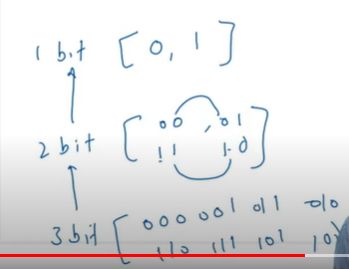 1 bit [ 0, 1 ]
2 bit [ 00 , 01
11 10 ]
3 bit [ 000 001 011 010
110 111 101